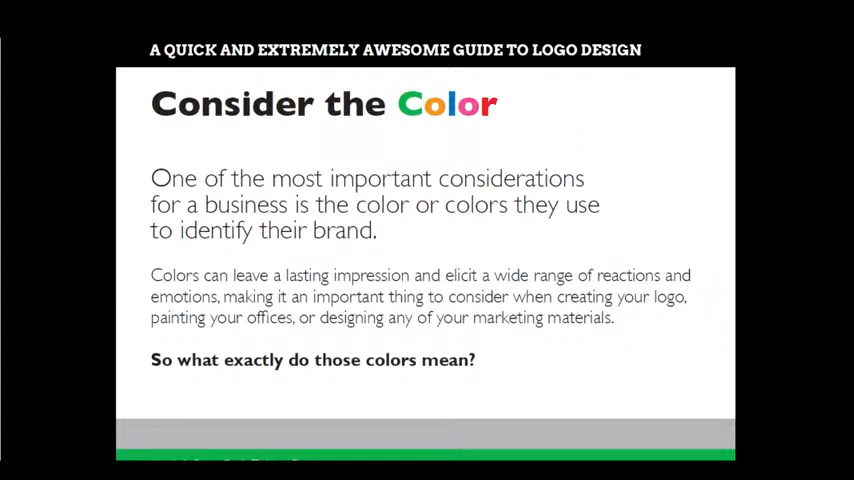 A QUICK AND EXTREMELY AWESOME GUIDE TO LOGO DESIGN
Consider the Color
One of the most important considerations
for a business is the color or colors they use
to identify their brand.
Colors can leave a lasting impression and elicit a wide range of reactions and
emotions, making it an important thing to consider when creating your logo,
painting your offices, or designing any of your marketing materials.
So what exactly do those colors mean?